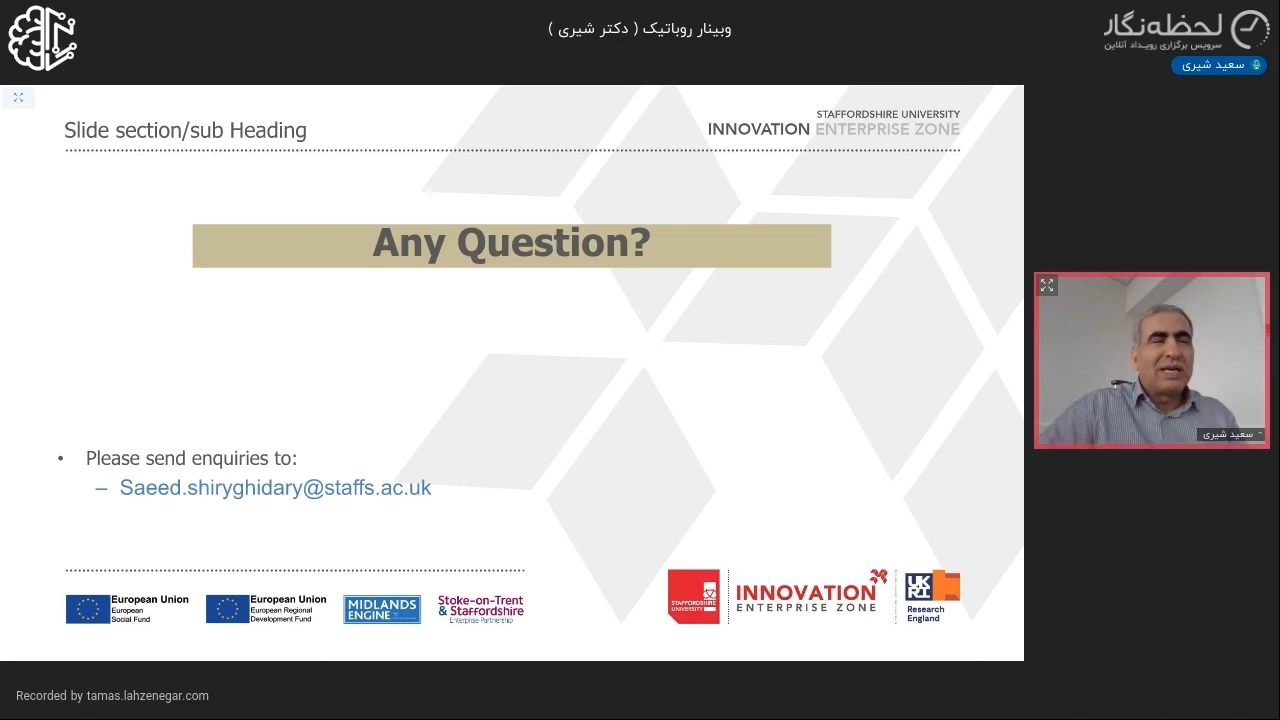 وبینار روباتیک ( دکتر شیری )
لحظه‌نگار
سرویس برگزاری رویداد آنلاین
سعید شیری
Slide section/sub Heading
STAFFORDSHIRE UNIVERSITY
INNOVATION ENTERPRISE ZONE
Any Question?
سعید شیری
• Please send enquiries to:
– Saeed.shiryghidary@staffs.ac.uk
European Union
European
Social Fund
European Union
European Regional
Development Fund
MIDLANDS
ENGINE
Stoke-on-Trent
& Staffordshire
Enterprise Partnership
STAFFORDSHIRE
UNIVERSITY
INNOVATION
ENTERPRISE ZONE
UK
RI
Research
England
Recorded by tamas.lahzenegar.com